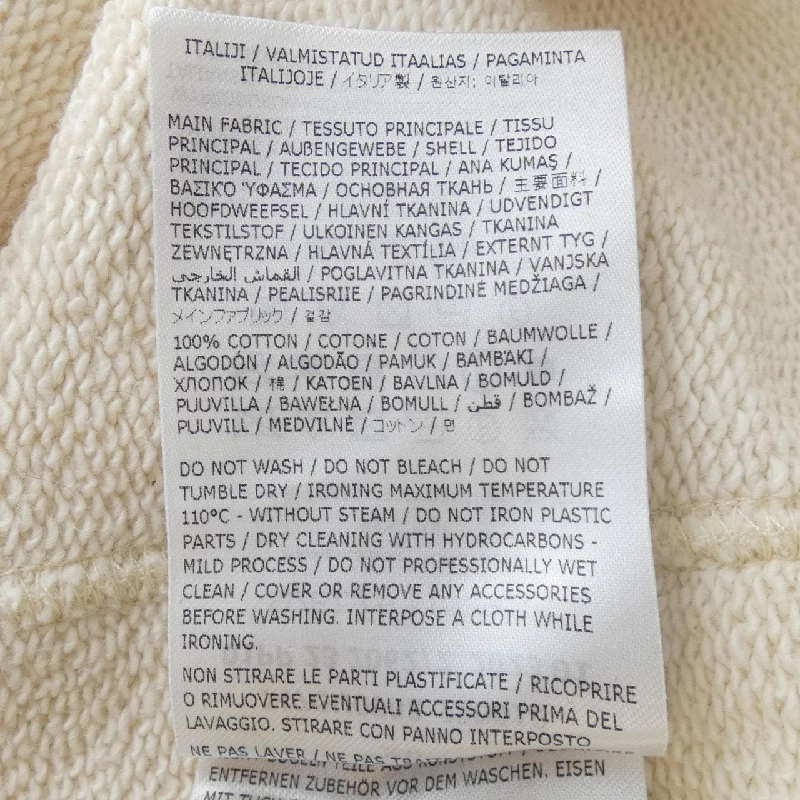 ITALIJI / VALMISTATUD ITAALIAS / PAGAMINTA
ITALIJOJE / イタリア製 / 원산지: 이탈리아
MAIN FABRIC / TESSUTO PRINCIPALE / TISSU
PRINCIPAL / AUßENGEWEBE / SHELL / TEJIDO
PRINCIPAL / TECIDO PRINCIPAL / ANA KUMAŞ /
ΒΑΣΙΚΌ ΎΦΑΣΜΑ / ОСНОВНАЯ ТКАНЬ / 主要面料 /
HOOFDWEEFSEL / HLAVNÍ TKANINA / UDVENDIGT
TEKSTILSTOF / ULKOINEN KANGAS / TKANINA
ZEWNĘTRZNA / HLAVNÁ TEXTÍLIA / EXTERNT TYG /
القماش الخارجي / POGLAVITNA TKANINA / VANJSKA
TKANINA / PEALISRIIE / PAGRINDINĖ MEDŽIAGA /
メインファブリック / 겉감
100% COTTON / COTONE / COTON / BAUMWOLLE /
ALGODÓN / ALGODÃO / PAMUK / ΒΑΜΒΆΚΙ /
ХЛОПОК / 棉 / KATOEN / BAVLNA / BOMULD /
PUUVILLA / BAWEŁNA / BOMULL / قطن / BOMBAŽ /
PUUVILL / MEDVILNĖ / コットン / 면
DO NOT WASH / DO NOT BLEACH / DO NOT
TUMBLE DRY / IRONING MAXIMUM TEMPERATURE
110°C - WITHOUT STEAM / DO NOT IRON PLASTIC
PARTS / DRY CLEANING WITH HYDROCARBONS -
MILD PROCESS / DO NOT PROFESSIONALLY WET
CLEAN / COVER OR REMOVE ANY ACCESSORIES
BEFORE WASHING. INTERPOSE A CLOTH WHILE
IRONING.
NON STIRARE LE PARTI PLASTIFICATE / RICOPRIRE
O RIMUOVERE EVENTUALI ACCESSORI PRIMA DEL
LAVAGGIO. STIRARE CON PANNO INTERPOSTO
NE PAS LAVER / NE PAS
ENTFERNEN ZUBEHÖR VOR DEM WASCHEN. EISEN
MIT